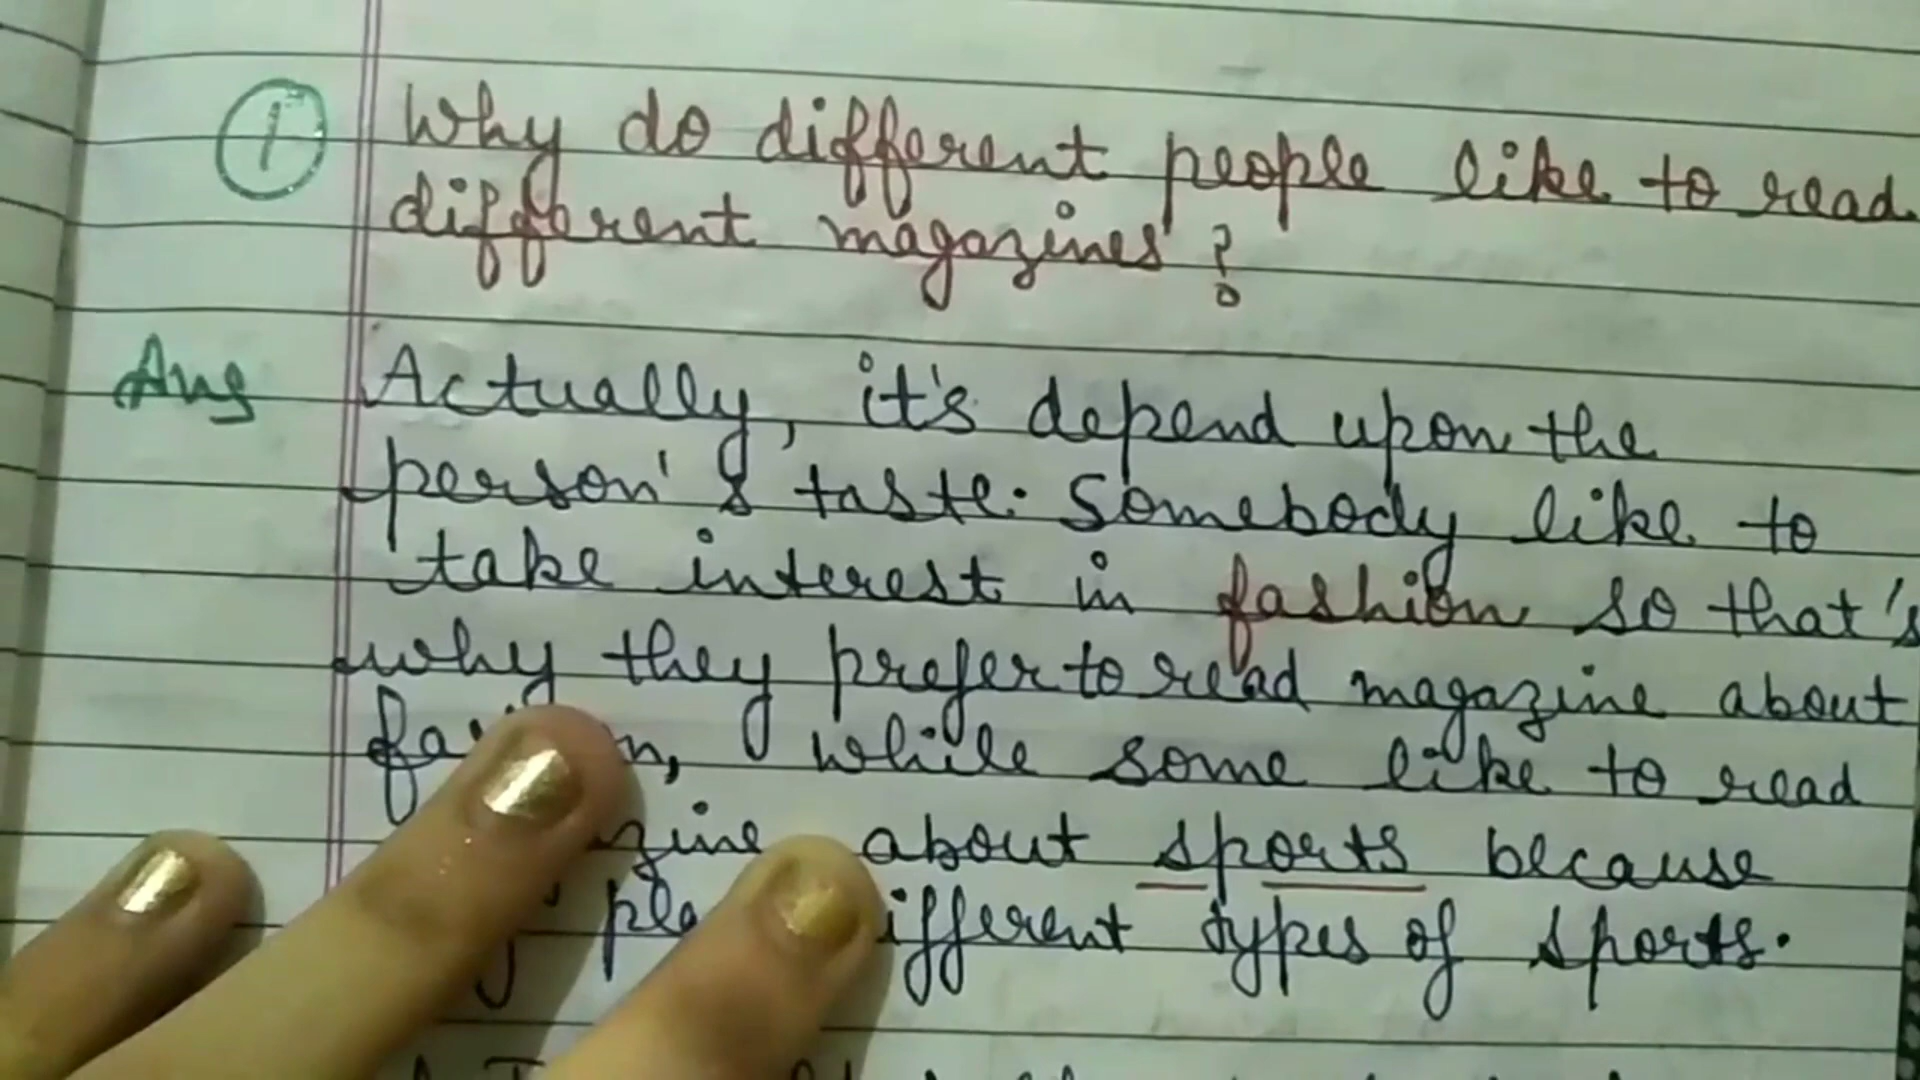 1 Why do different people like to read
different magazines?
Ans Actually, it's depend upon the
person's taste. Somebody like to
take interest in fashion so that's
why they prefer to read magazine about
while some like to read
about sports because
different types of sports.